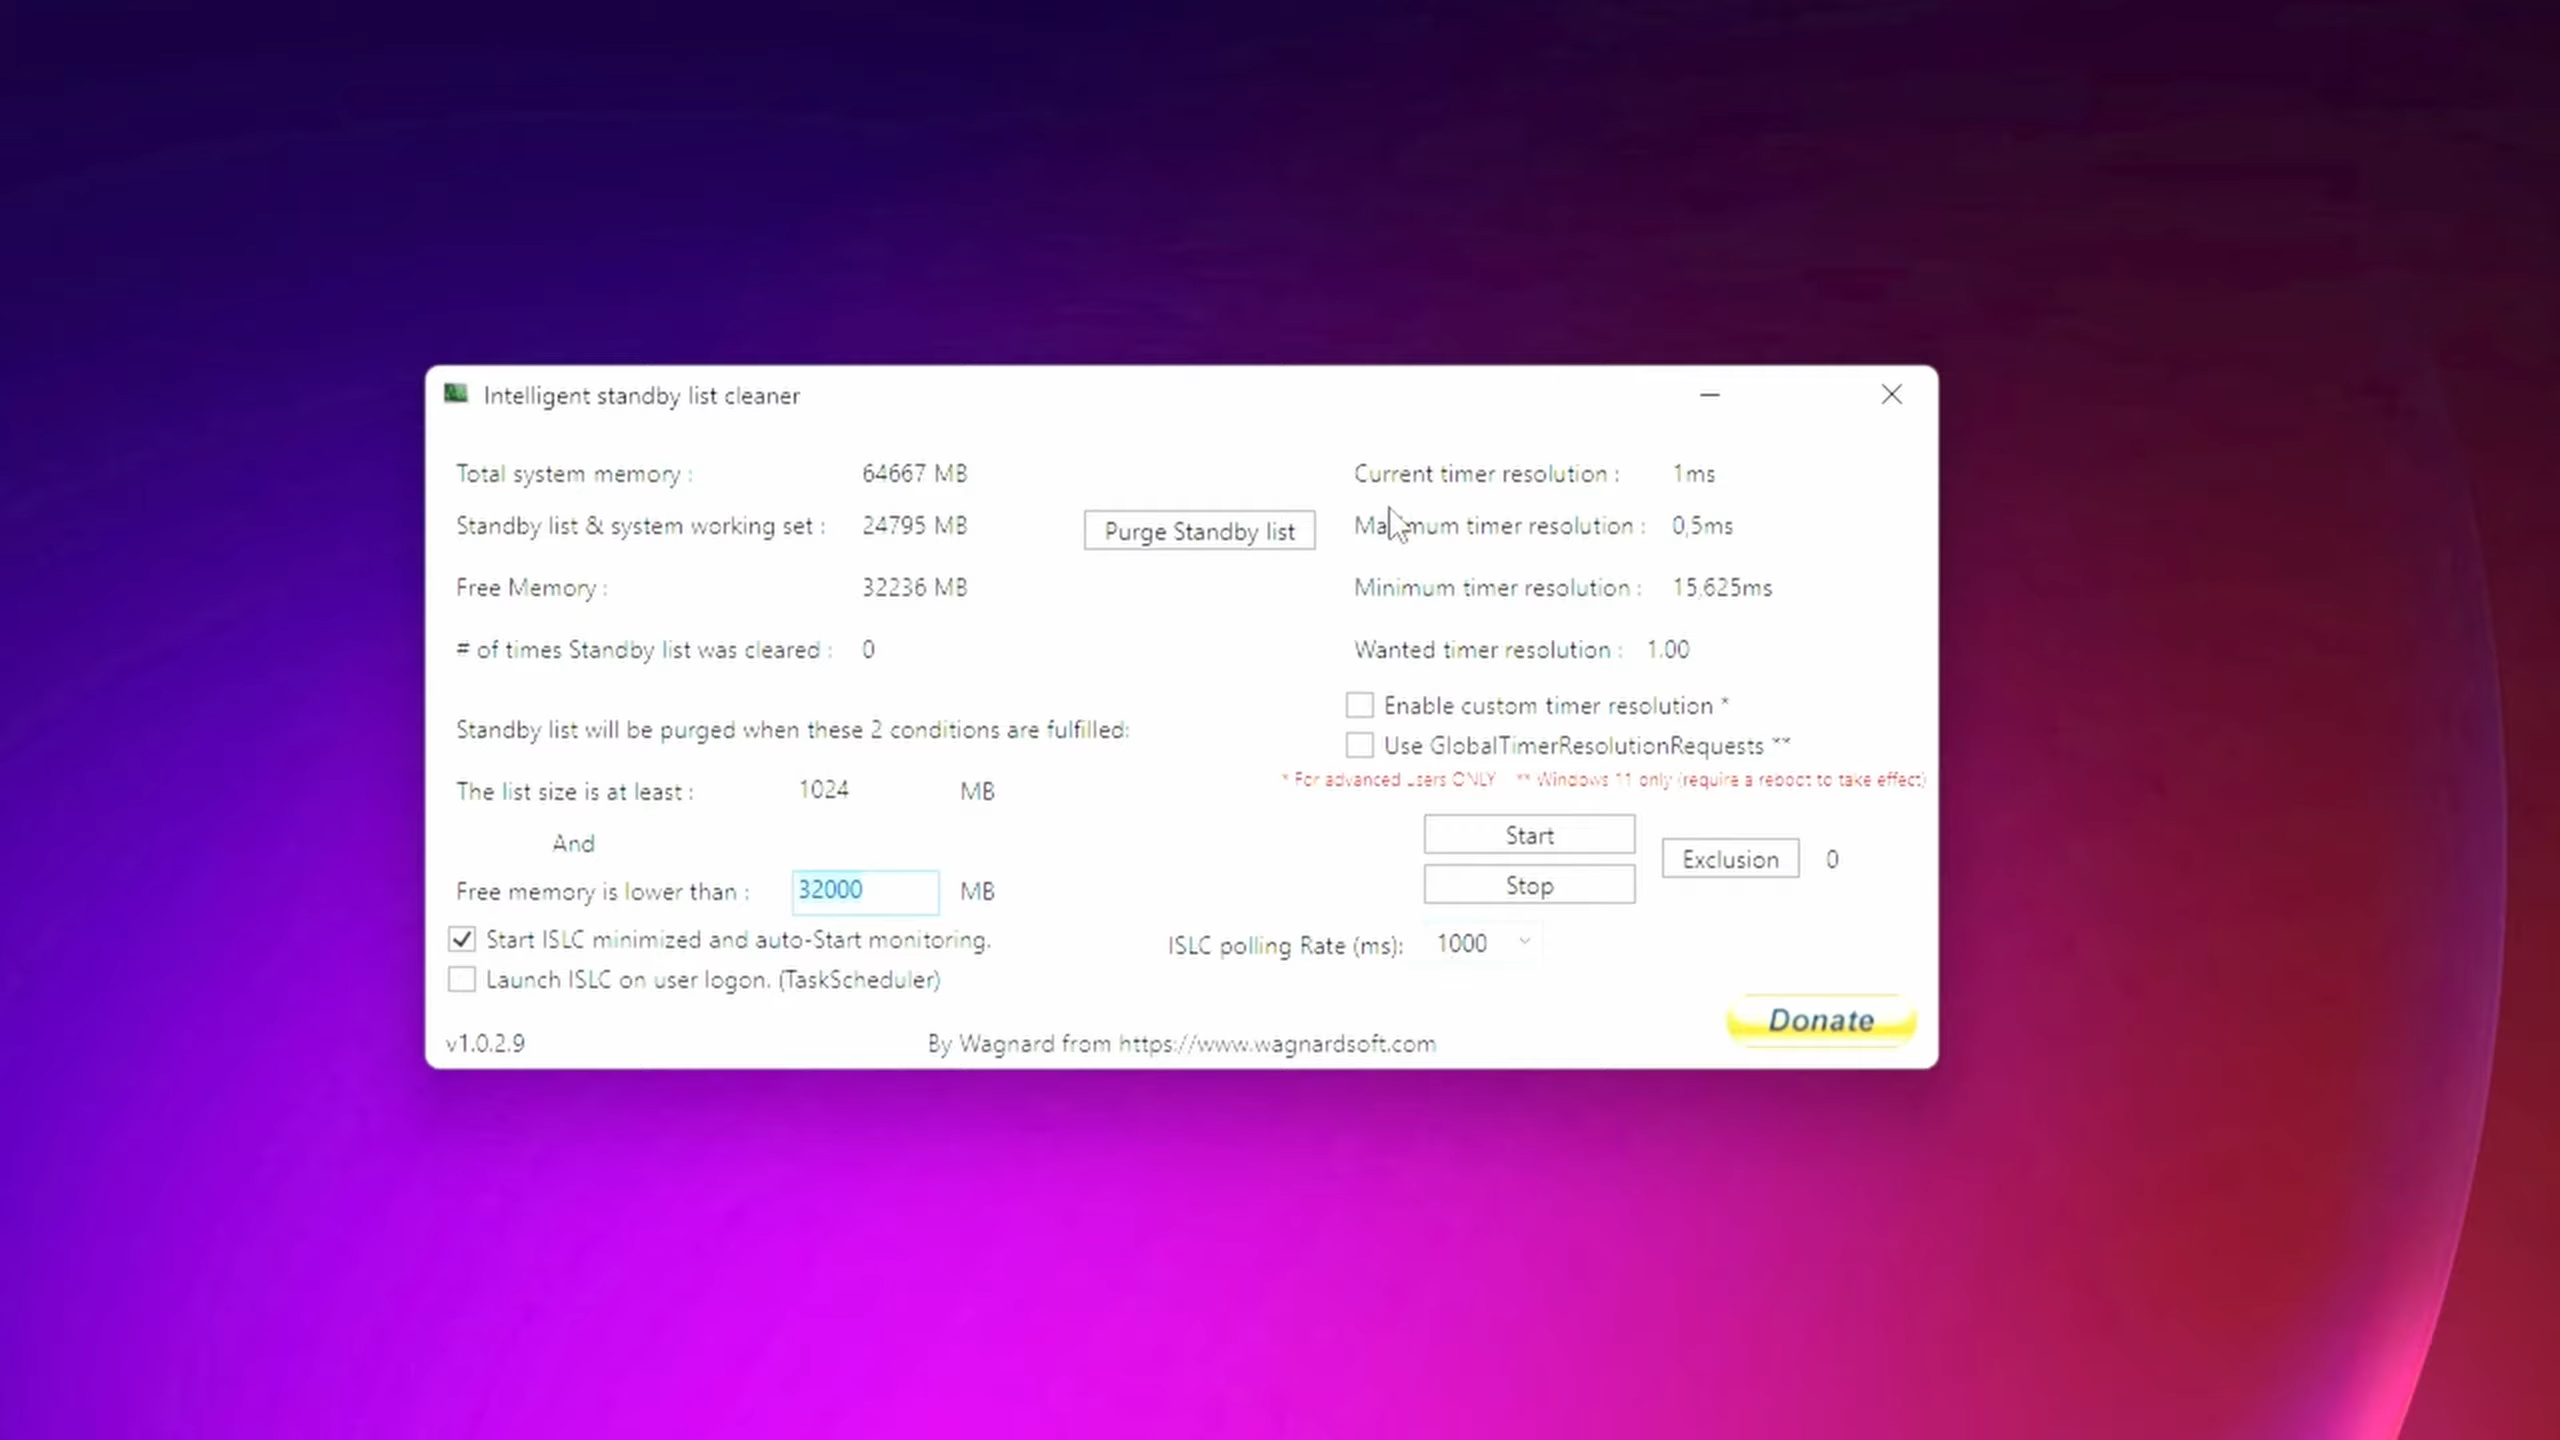 Intelligent standby list cleaner
Total system memory : 64667 MB
Standby list & system working set : 24795 MB
Purge Standby list
Free Memory : 32236 MB
# of times Standby list was cleared : 0
Standby list will be purged when these 2 conditions are fulfilled:
The list size is at least : 1024 MB
And
Free memory is lower than : 32000 MB
Start ISLC minimized and auto-Start monitoring.
Launch ISLC on user logon. (TaskScheduler)
Current timer resolution : 1ms
Maximum timer resolution : 0,5ms
Minimum timer resolution : 15,625ms
Wanted timer resolution : 1.00
Enable custom timer resolution *
Use GlobalTimerResolutionRequests **
* For advanced users ONLY ** Windows 11 only (require a reboot to take effect)
Start
Stop
Exclusion 0
ISLC polling Rate (ms): 1000
Donate
v1.0.2.9
By Wagnard from https://www.wagnardsoft.com